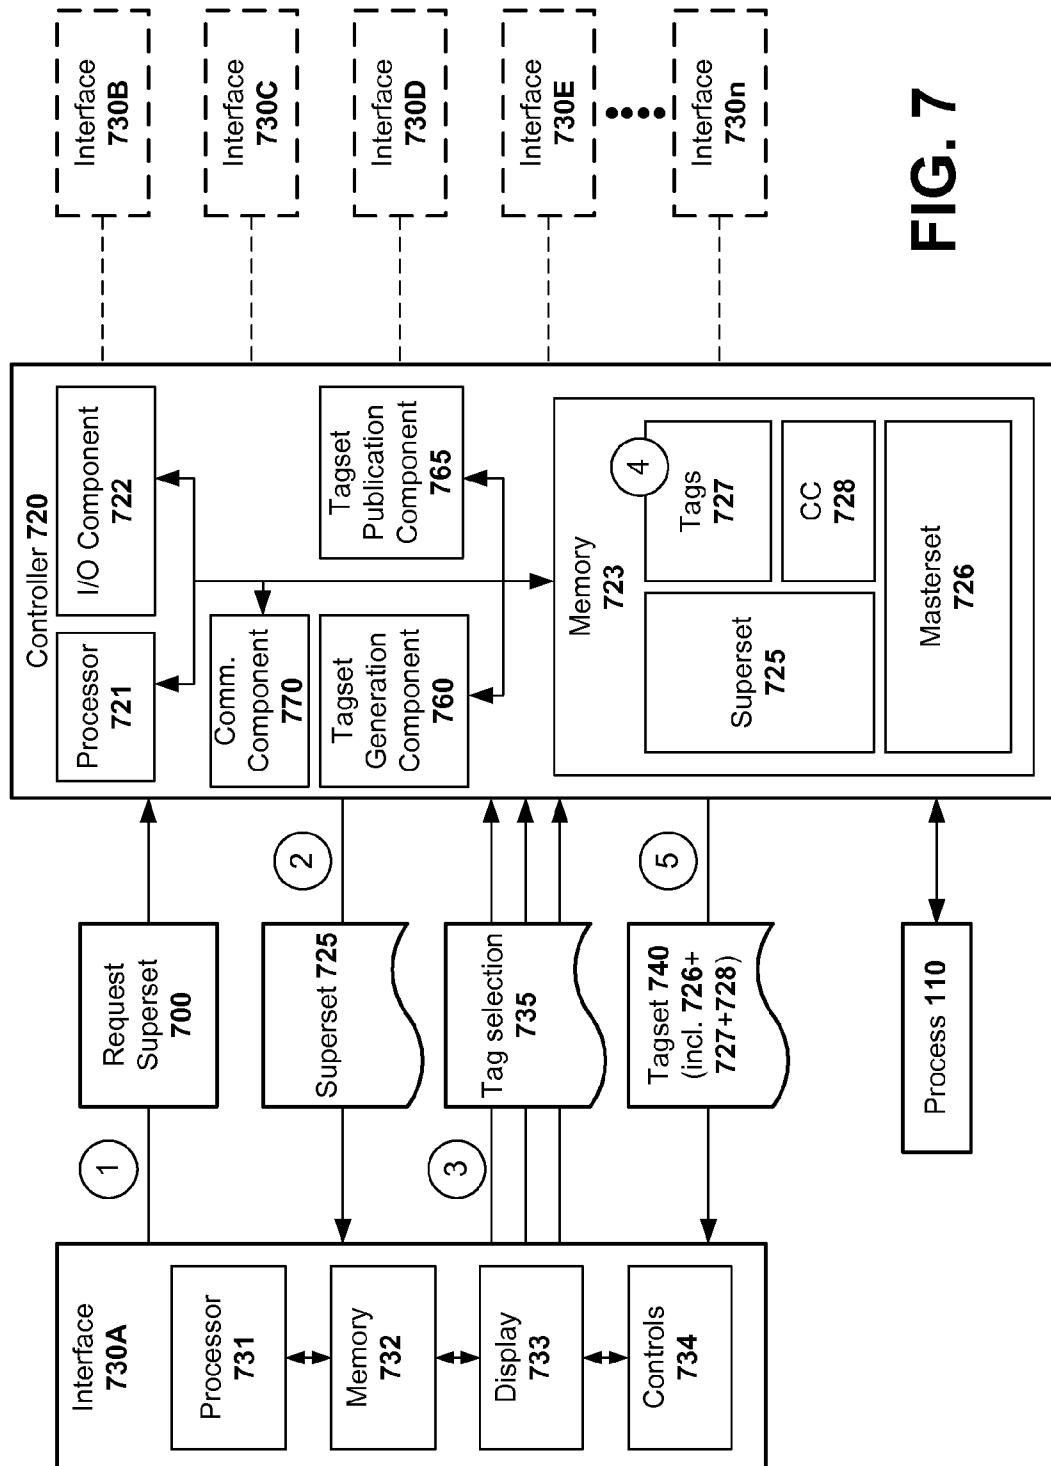 Interface
730A
Processor
731
Memory
732
Display
733
Controls
734
1
Request
Superset
700
2
Superset 725
3
Tag selection
735
5
Tagset 740
(incl. 726+
727+728)
Process 110
Controller 720
Processor
721
I/O Component
722
Comm.
Component
770
Tagset
Generation
Component
760
Tagset
Publication
Component
765
Memory
723
Superset
725
4
Tags
727
CC
728
Masterset
726
Interface
730B
Interface
730C
Interface
730D
Interface
730E
Interface
730n
FIG. 7